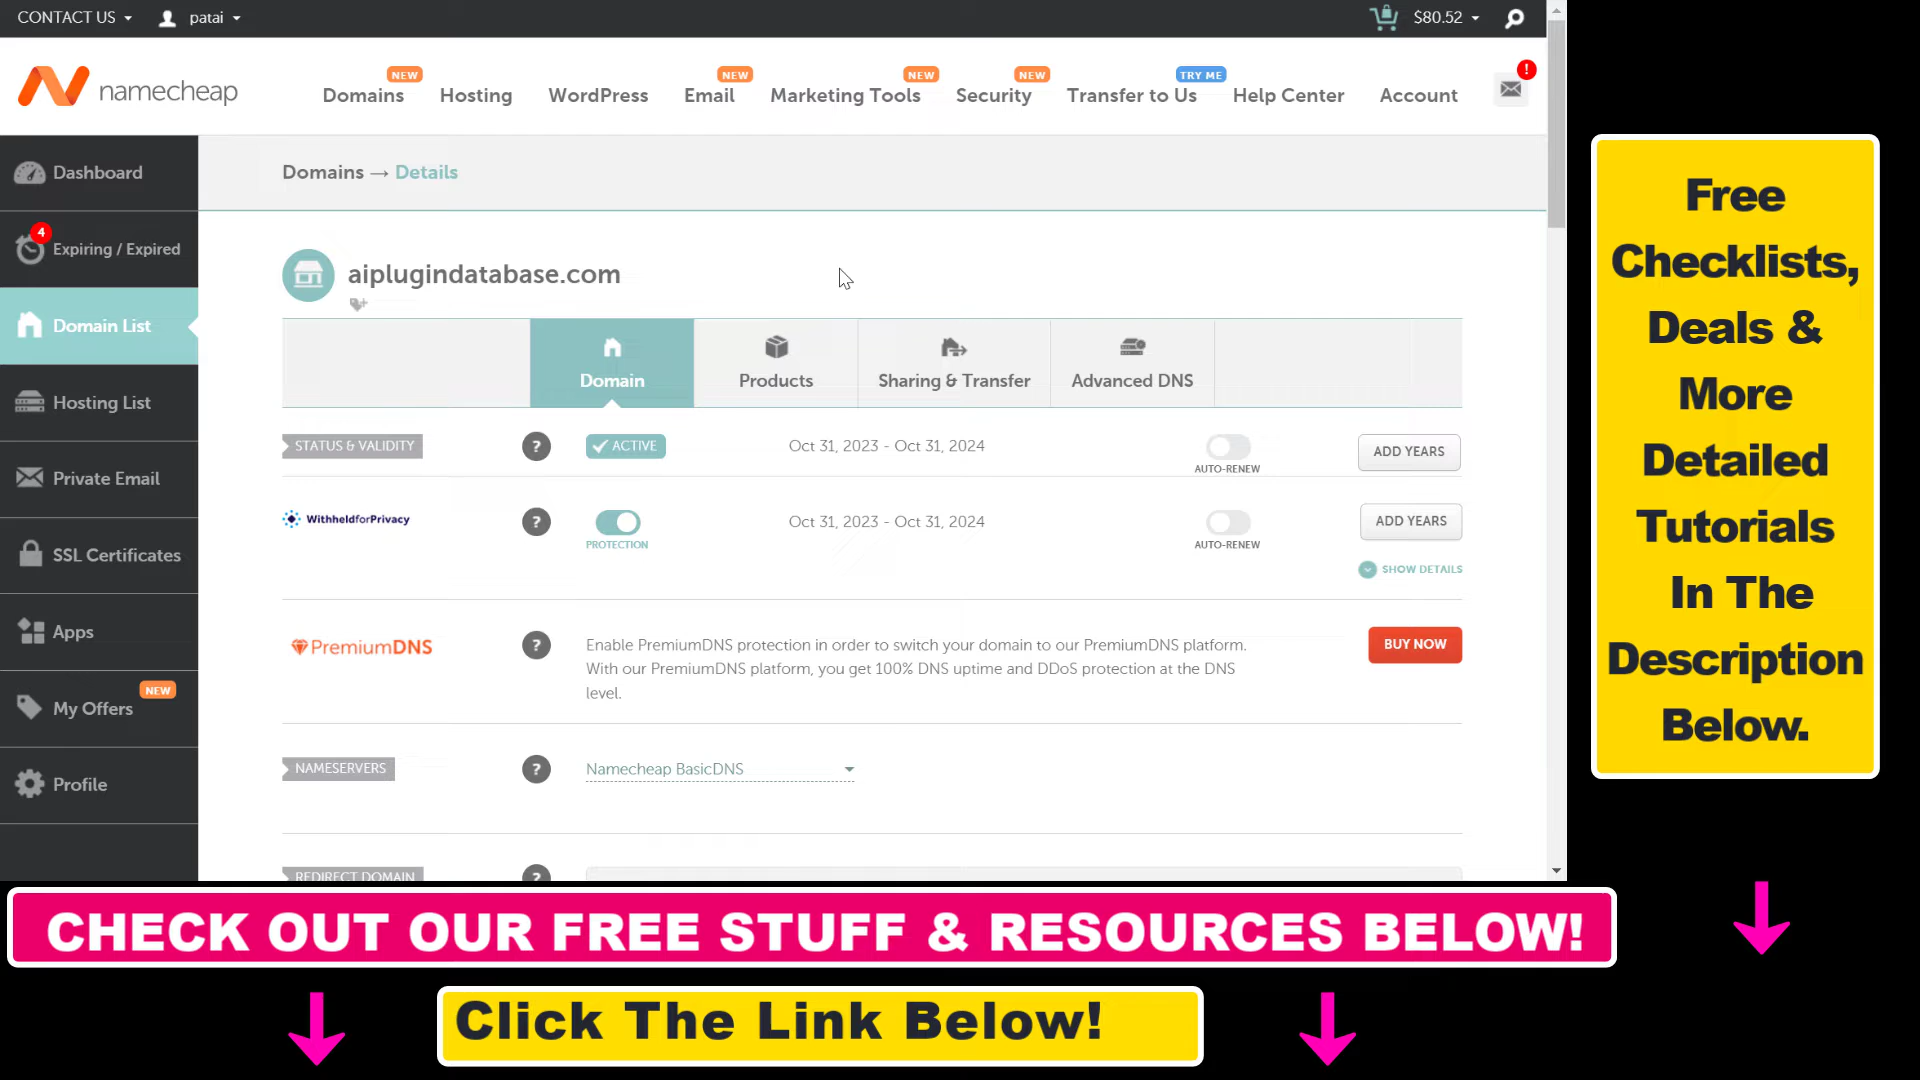 CONTACT US
patai
$80.52
namecheap
NEW
NEW
NEW
NEW
TRY ME
!
Domains
Hosting
WordPress
Email
Marketing Tools
Security
Transfer to Us
Help Center
Account
Dashboard
4
Expiring / Expired
Domain List
Hosting List
Private Email
SSL Certificates
Apps
NEW
My Offers
Profile
Domains → Details
aiplugindatabase.com
Domain
Products
Sharing & Transfer
Advanced DNS
STATUS & VALIDITY
?
ACTIVE
Oct 31, 2023 - Oct 31, 2024
AUTO-RENEW
ADD YEARS
WithheldforPrivacy
?
PROTECTION
Oct 31, 2023 - Oct 31, 2024
AUTO-RENEW
ADD YEARS
SHOW DETAILS
PremiumDNS
?
Enable PremiumDNS protection in order to switch your domain to our PremiumDNS platform.
With our PremiumDNS platform, you get 100% DNS uptime and DDoS protection at the DNS
level.
BUY NOW
NAMESERVERS
?
Namecheap BasicDNS
REDIRECT DOMAIN
?
Free
Checklists,
Deals &
More
Detailed
Tutorials
In The
Description
Below.
CHECK OUT OUR FREE STUFF & RESOURCES BELOW!
Click The Link Below!